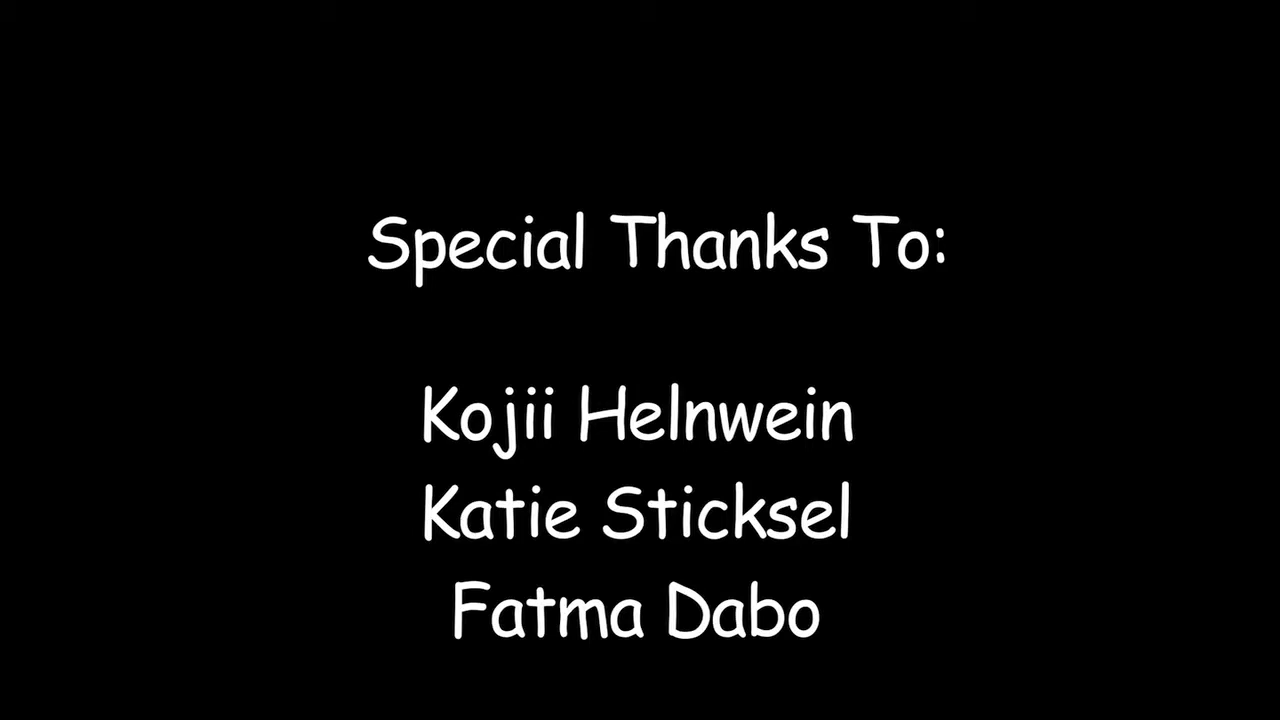 Special Thanks To:
Kojii Helnwein
Katie Sticksel
Fatma Dabo